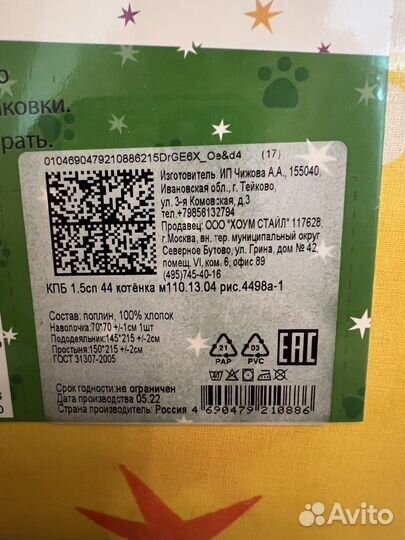 о
ковки.
рать.
0104690479210886215DrGE6X_Oe&d4 (17)
Изготовитель: ИП Чижова А.А., 155040,
Ивановская обл., г. Тейково,
ул. 3-я Комовская, д.3
тел.+79856132794
Продавец: ООО "ХОУМ СТАЙЛ" 117628,
г.Москва, вн. тер. муниципальный округ
Северное Бутово, ул. Грина, дом № 42,
помещ. VI, ком. 6, офис 89
(495)745-40-16
КПБ 1.5сп 44 котёнка м110.13.04 рис.4498а-1
Состав: поплин, 100% хлопок
Наволочка:70*70 +/-1см 1шт
Пододеяльник: 145*215 +/-2см
Простыня:150*215 +/-2см
ГОСТ 31307-2005
21
PAP
03
PVC
EAC
Срок годности: не ограничен
Дата производства 05.22
Страна производитель: Россия
4 690479 210886
s
0
Avito